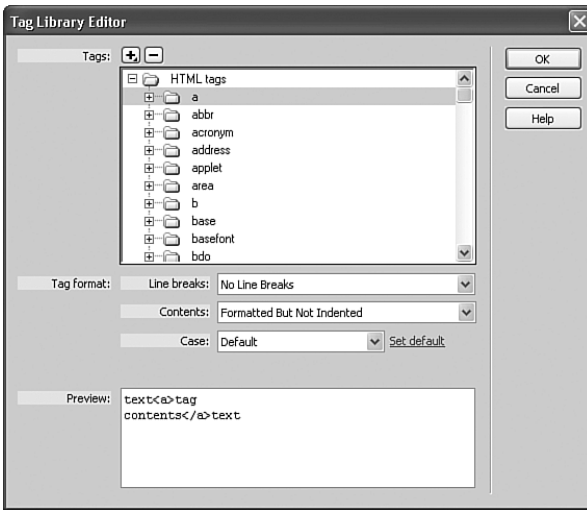 Tag Library Editor
Tags:
HTML tags
a
abbr
acronym
address
applet
area
b
base
basefont
bdo
OK
Cancel
Help
Tag format:
Line breaks: No Line Breaks
Contents: Formatted But Not Indented
Case: Default Set default
Preview:
text<a>tag
contents</a>text